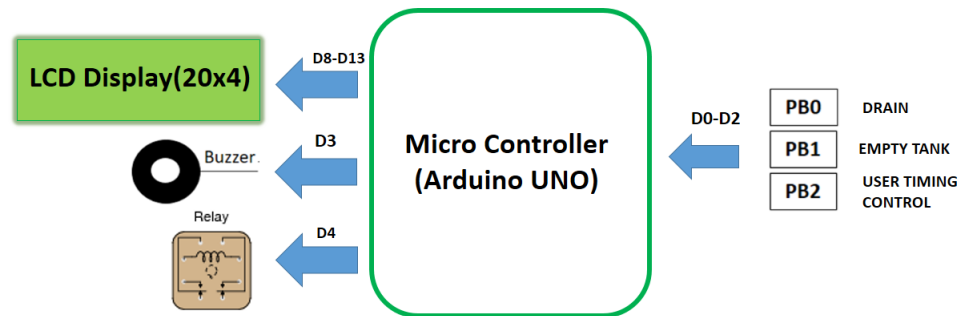 LCD Display(20x4)
D8-D13
Buzzer.
D3
Relay
D4
Micro Controller
(Arduino UNO)
D0-D2
PB0
DRAIN
PB1
EMPTY TANK
PB2
USER TIMING
CONTROL